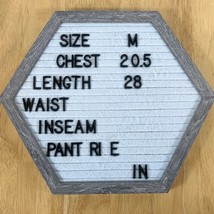 SIZE M
CHEST 20.5
LENGTH 28
WAIST
INSEAM
PANT RI E
IN